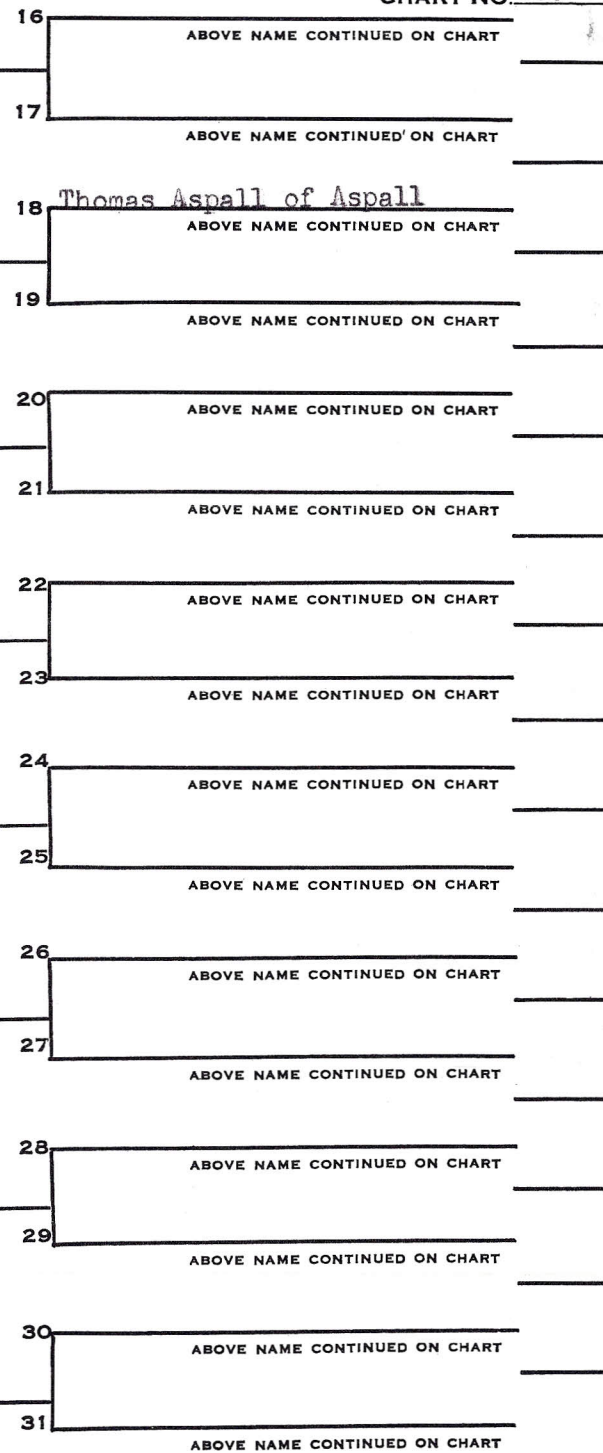 CHART NO.
16
ABOVE NAME CONTINUED ON CHART
17
ABOVE NAME CONTINUED ON CHART
Thomas Aspall of Aspall
18
ABOVE NAME CONTINUED ON CHART
19
ABOVE NAME CONTINUED ON CHART
20
ABOVE NAME CONTINUED ON CHART
21
ABOVE NAME CONTINUED ON CHART
22
ABOVE NAME CONTINUED ON CHART
23
ABOVE NAME CONTINUED ON CHART
24
ABOVE NAME CONTINUED ON CHART
25
ABOVE NAME CONTINUED ON CHART
26
ABOVE NAME CONTINUED ON CHART
27
ABOVE NAME CONTINUED ON CHART
28
ABOVE NAME CONTINUED ON CHART
29
ABOVE NAME CONTINUED ON CHART
30
ABOVE NAME CONTINUED ON CHART
31
ABOVE NAME CONTINUED ON CHART